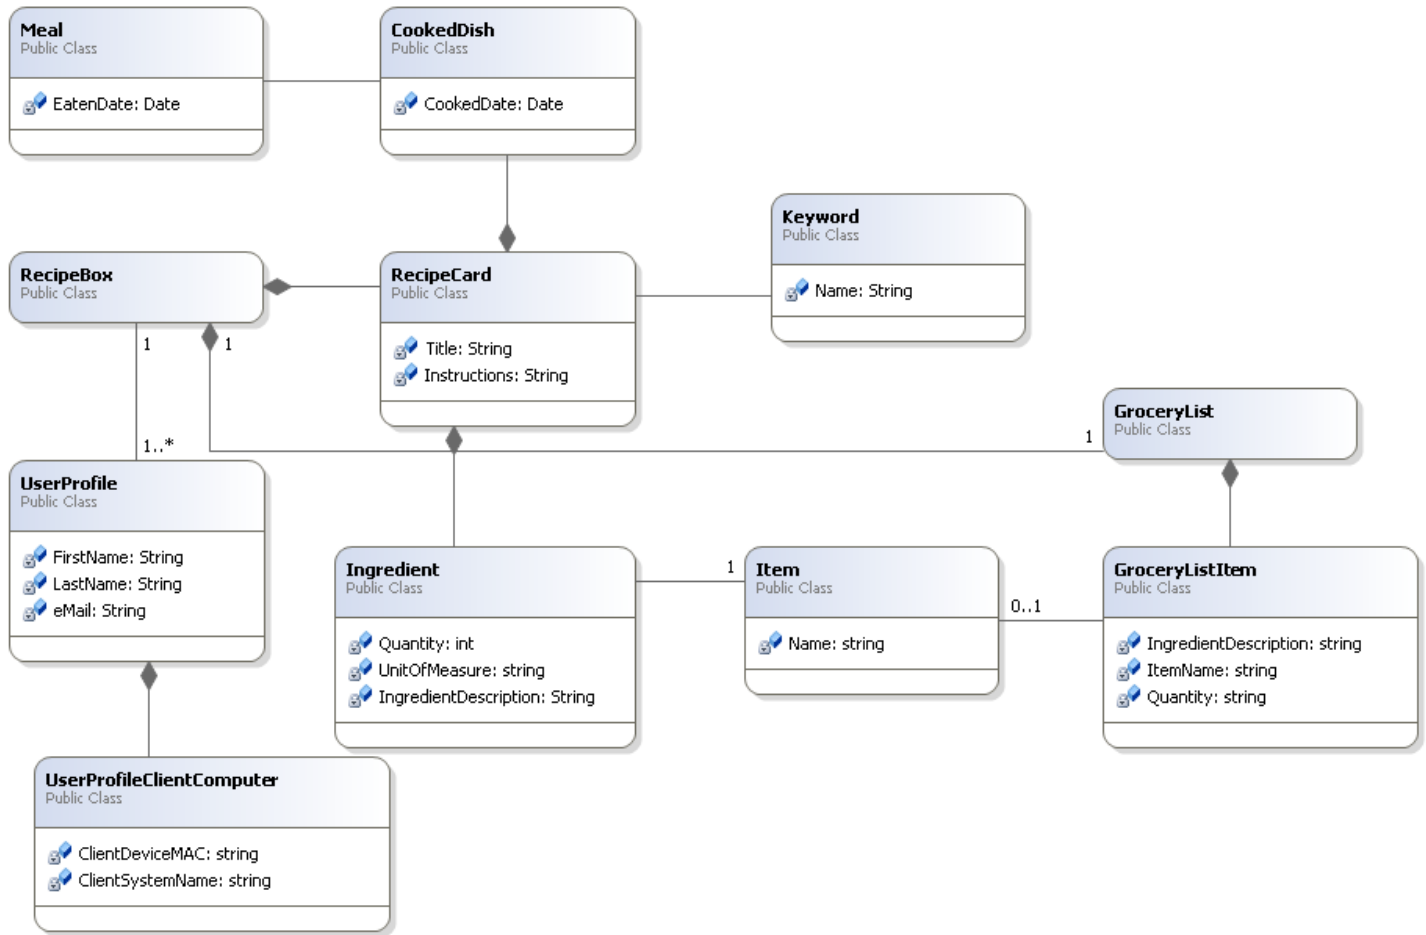 Meal
Public Class
EatenDate: Date
CookedDish
Public Class
CookedDate: Date
Keyword
Public Class
Name: String
RecipeBox
Public Class
RecipeCard
Public Class
Title: String
Instructions: String
1
1
1..*
GroceryList
Public Class
1
UserProfile
Public Class
FirstName: String
LastName: String
eMail: String
Ingredient
Public Class
Quantity: int
UnitOfMeasure: string
IngredientDescription: String
1
Item
Public Class
Name: string
0..1
GroceryListItem
Public Class
IngredientDescription: string
ItemName: string
Quantity: string
UserProfileClientComputer
Public Class
ClientDeviceMAC: string
ClientSystemName: string